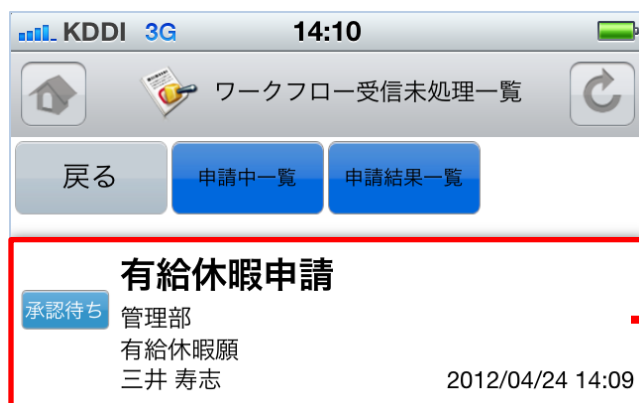 KDDI 3G 14:10
ワークフロー受信未処理一覧
戻る 申請中一覧 申請結果一覧
有給休暇申請
承認待ち
管理部
有給休暇願
三井 寿志 2012/04/24 14:09